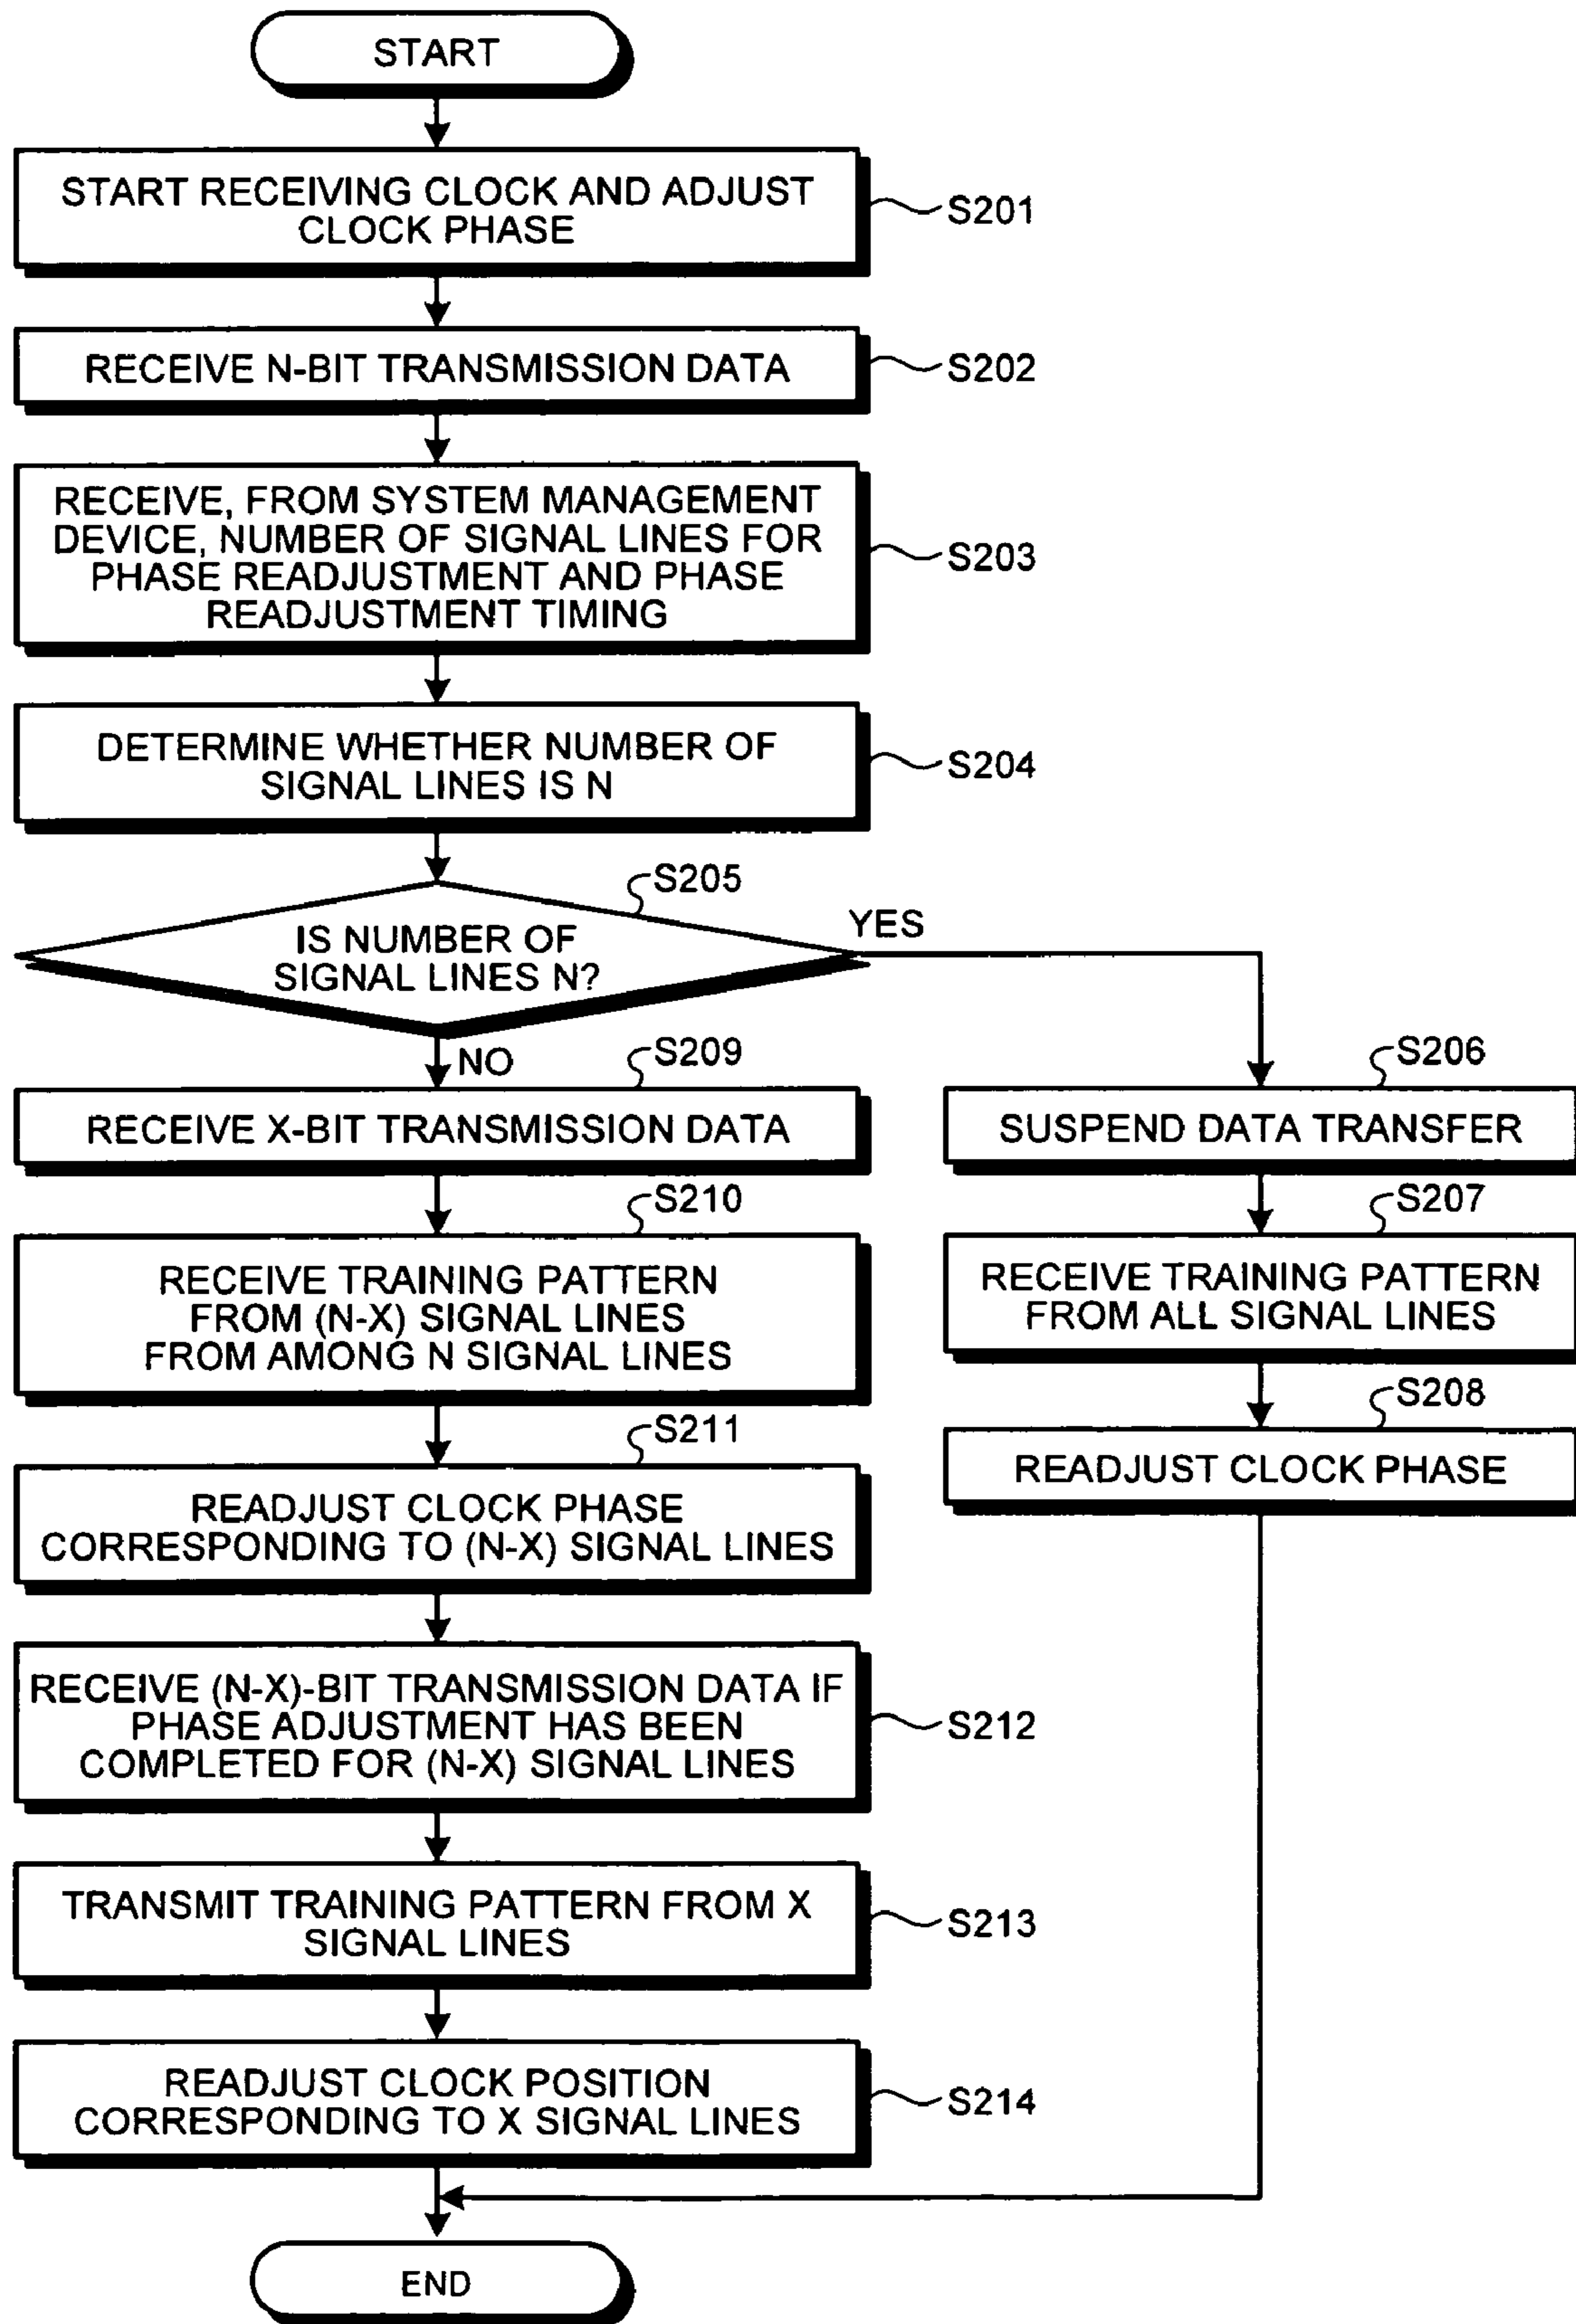 START
START RECEIVING CLOCK AND ADJUST
CLOCK PHASE
S201
RECEIVE N-BIT TRANSMISSION DATA
S202
RECEIVE, FROM SYSTEM MANAGEMENT
DEVICE, NUMBER OF SIGNAL LINES FOR
PHASE READJUSTMENT AND PHASE
READJUSTMENT TIMING
S203
DETERMINE WHETHER NUMBER OF
SIGNAL LINES IS N
S204
S205
IS NUMBER OF
SIGNAL LINES N?
YES
NO
S209
RECEIVE X-BIT TRANSMISSION DATA
S206
SUSPEND DATA TRANSFER
S210
RECEIVE TRAINING PATTERN
FROM (N-X) SIGNAL LINES
FROM AMONG N SIGNAL LINES
S207
RECEIVE TRAINING PATTERN
FROM ALL SIGNAL LINES
S211
READJUST CLOCK PHASE
CORRESPONDING TO (N-X) SIGNAL LINES
S208
READJUST CLOCK PHASE
RECEIVE (N-X)-BIT TRANSMISSION DATA IF
PHASE ADJUSTMENT HAS BEEN
COMPLETED FOR (N-X) SIGNAL LINES
S212
TRANSMIT TRAINING PATTERN FROM X
SIGNAL LINES
S213
READJUST CLOCK POSITION
CORRESPONDING TO X SIGNAL LINES
S214
END